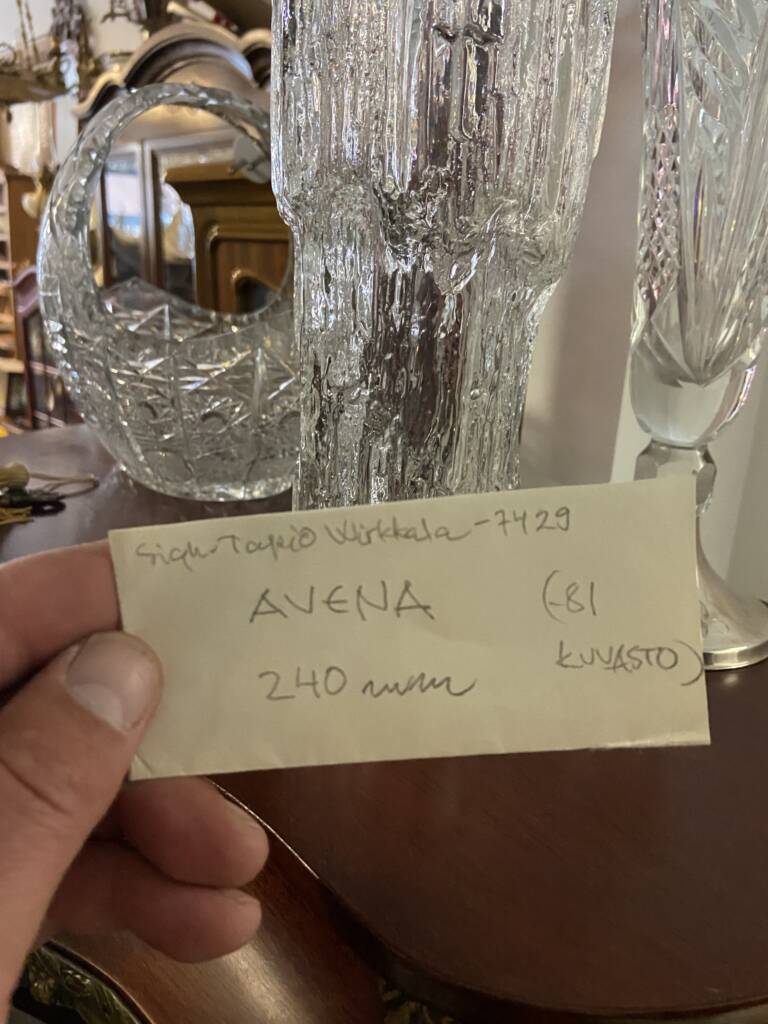 Sign. Tapio Wirkkala - 7429
AVENA
(-81
KUVASTO)
240 mm